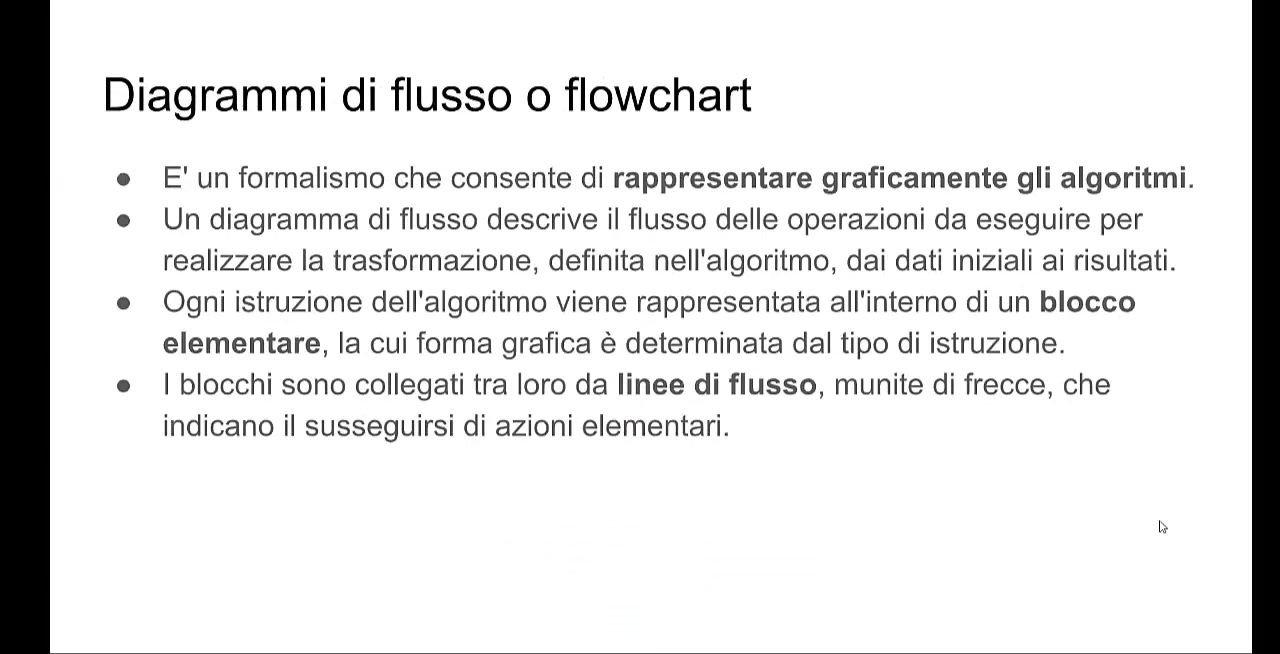 Diagrammi di flusso o flowchart
● E' un formalismo che consente di rappresentare graficamente gli algoritmi.
● Un diagramma di flusso descrive il flusso delle operazioni da eseguire per
realizzare la trasformazione, definita nell'algoritmo, dai dati iniziali ai risultati.
● Ogni istruzione dell'algoritmo viene rappresentata all'interno di un blocco
elementare, la cui forma grafica è determinata dal tipo di istruzione.
● I blocchi sono collegati tra loro da linee di flusso, munite di frecce, che
indicano il susseguirsi di azioni elementari.